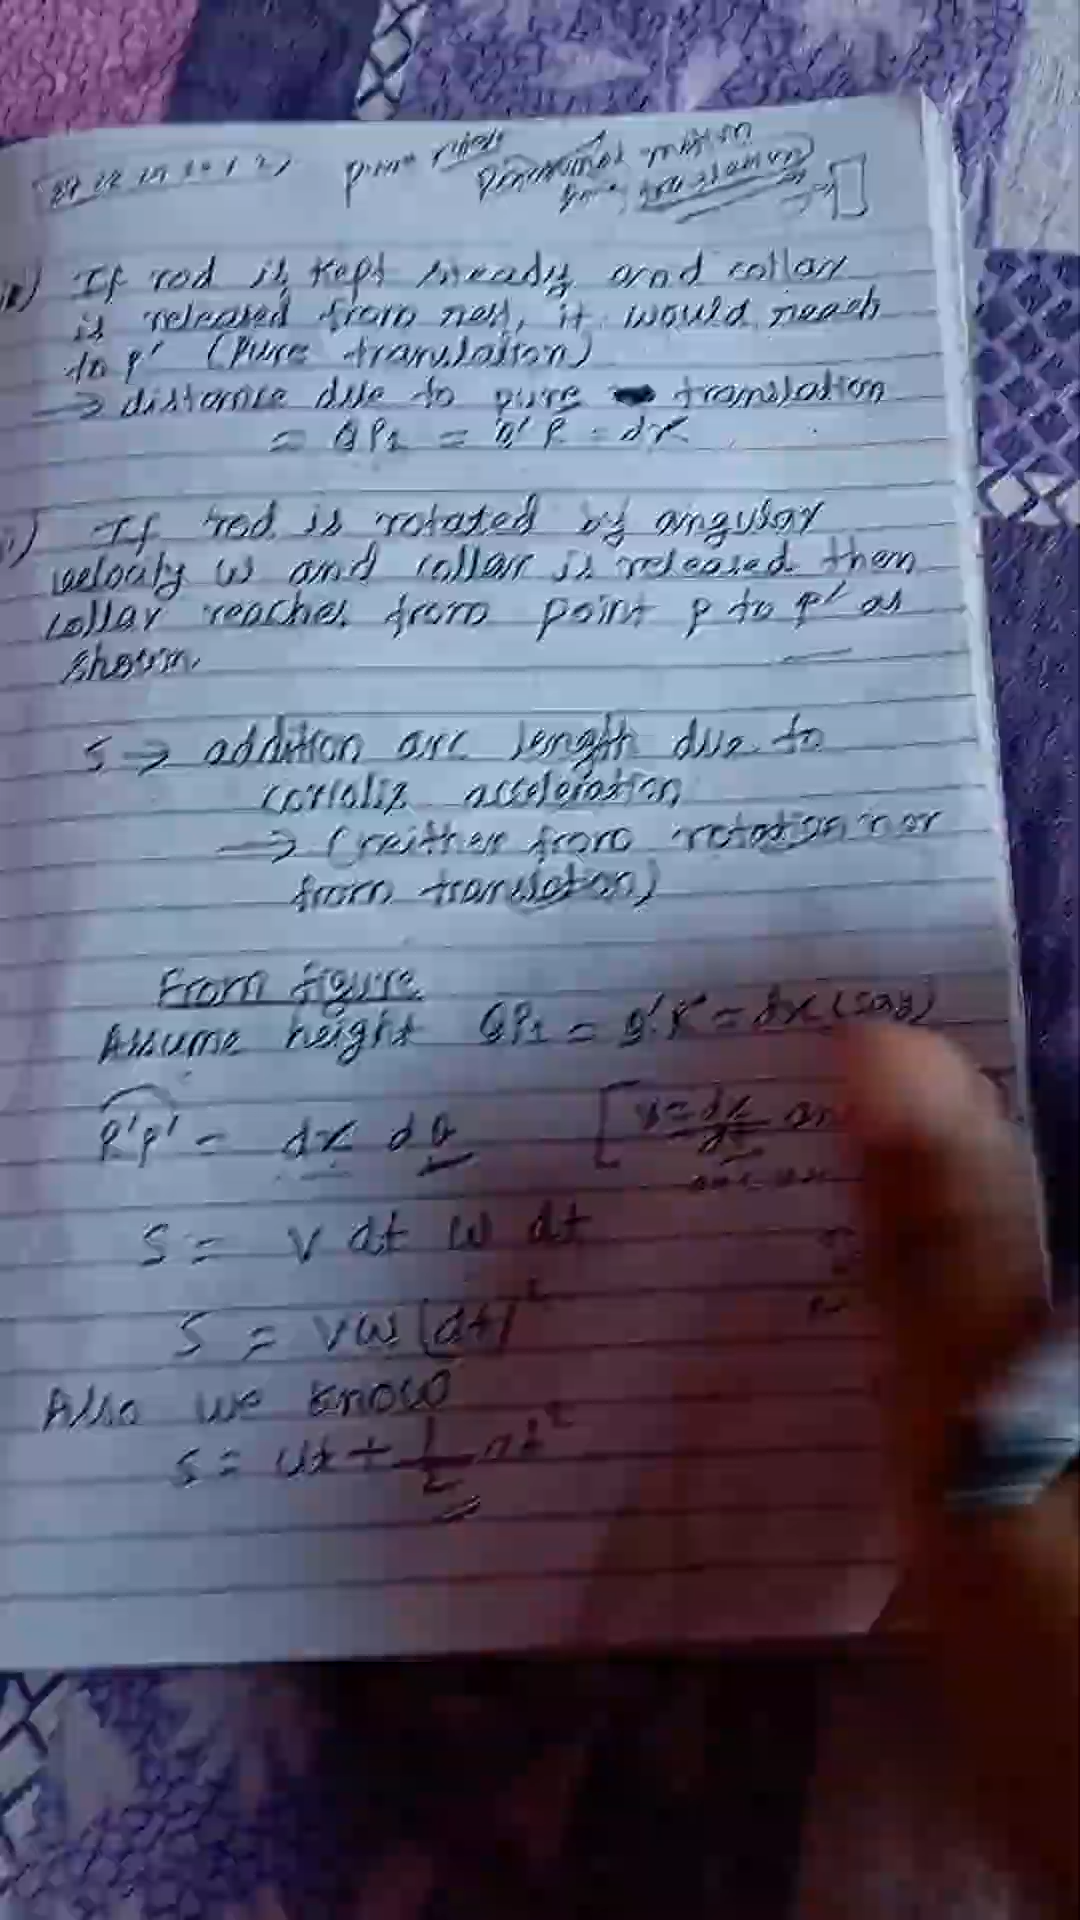 pure
motion
If rod is kept steady and collar
is released from rest, it would reach
to P' (Pure translation)
→ distance due to pure translation
= QP1 = Q'R = dx
If rod is rotated by angular
velocity ω and collar is released then
collar reaches from point P to P' as
shown.
S → addition arc length due to
coriolis acceleration
→ (neither from rotation nor
from translation)
From figure
Assume height QP1 = Q'R' = dx (say)
R'P' = dx dθ [v = dx/dt
S = v dt ω dt
S = vω (dt)²
Also we know
S = ut + 1/2 at²